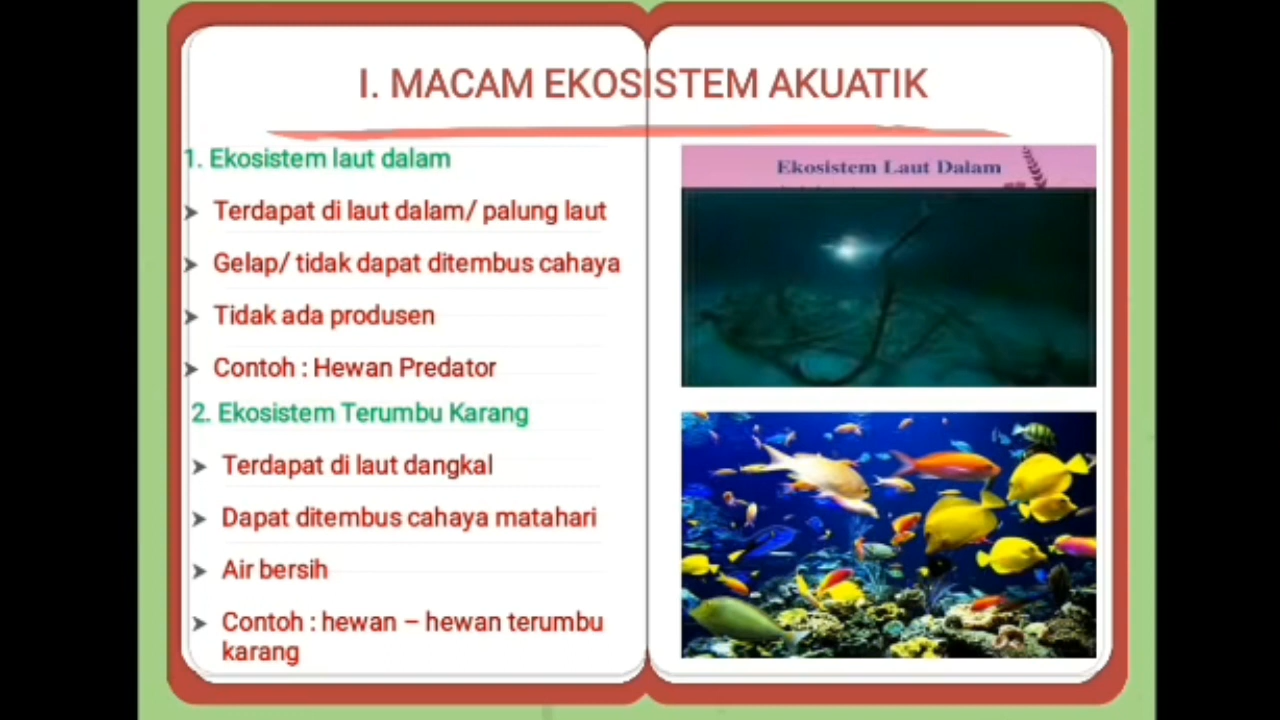 I. MACAM EKOSISTEM AKUATIK
1. Ekosistem laut dalam
➤ Terdapat di laut dalam/ palung laut
➤ Gelap/ tidak dapat ditembus cahaya
➤ Tidak ada produsen
➤ Contoh : Hewan Predator
2. Ekosistem Terumbu Karang
➤ Terdapat di laut dangkal
➤ Dapat ditembus cahaya matahari
➤ Air bersih
➤ Contoh : hewan – hewan terumbu
karang
Ekosistem Laut Dalam